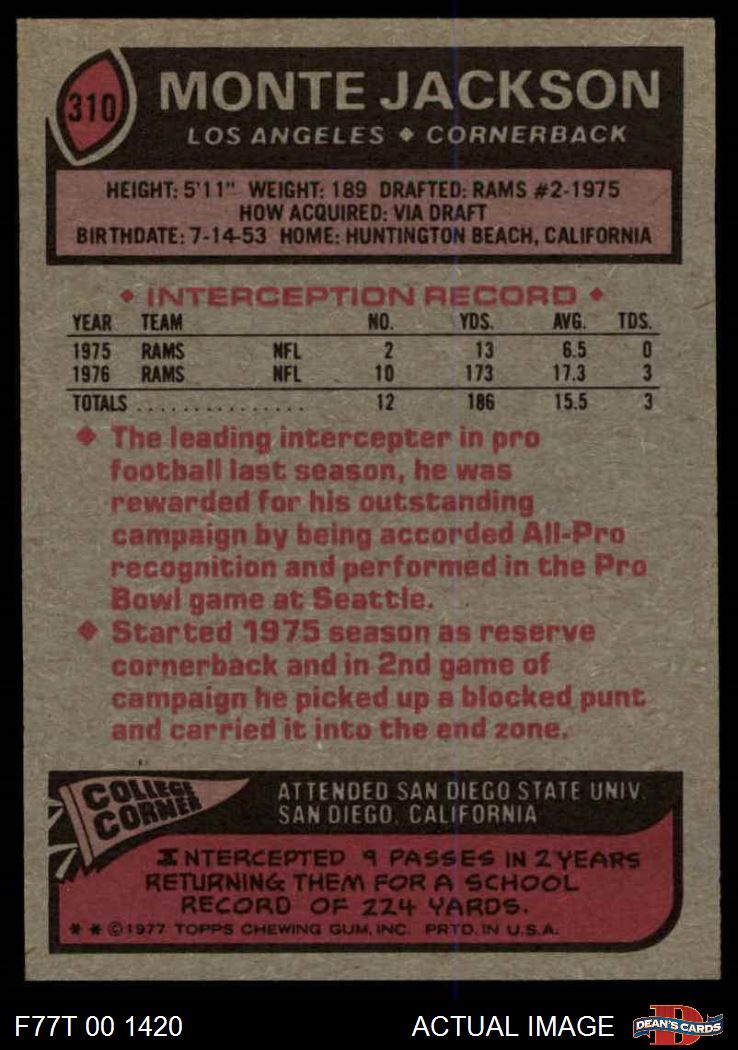 310
MONTE JACKSON
LOS ANGELES ◆ CORNERBACK
HEIGHT: 5'11" WEIGHT: 189 DRAFTED: RAMS #2-1975
HOW ACQUIRED: VIA DRAFT
BIRTHDATE: 7-14-53 HOME: HUNTINGTON BEACH, CALIFORNIA
◆ INTERCEPTION RECORD ◆
YEAR TEAM NO. YDS. AVG. TDS.
1975 RAMS NFL 2 13 6.5 0
1976 RAMS NFL 10 173 17.3 3
TOTALS ................ 12 186 15.5 3
◆ The leading intercepter in pro
football last season, he was
rewarded for his outstanding
campaign by being accorded All-Pro
recognition and performed in the Pro
Bowl game at Seattle.
◆ Started 1975 season as reserve
cornerback and in 2nd game of
campaign he picked up a blocked punt
and carried it into the end zone.
COLLEGE
CORNER
ATTENDED SAN DIEGO STATE UNIV.
SAN DIEGO, CALIFORNIA
INTERCEPTED 9 PASSES IN 2 YEARS
RETURNING THEM FOR A SCHOOL
RECORD OF 224 YARDS.
* * ©1977 TOPPS CHEWING GUM, INC. PRTD. IN U.S.A.
F77T 00 1420 ACTUAL IMAGE
DEAN'S CARDS